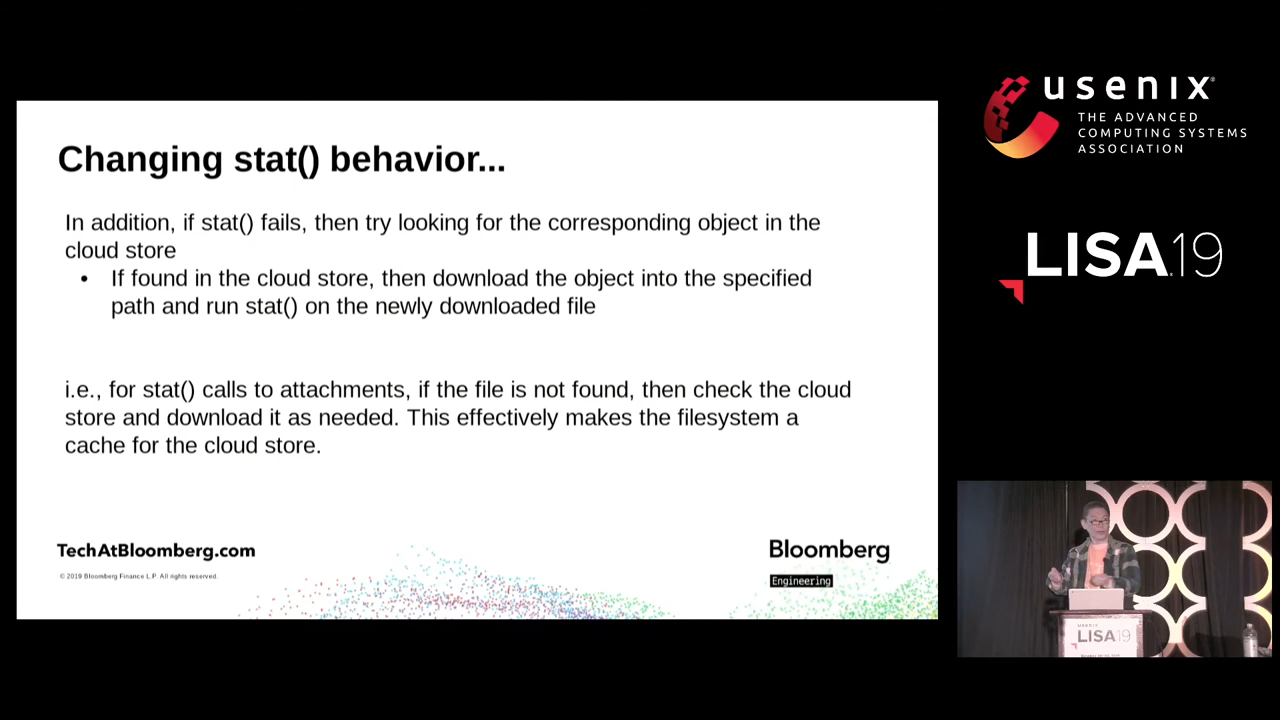 Changing stat() behavior...
In addition, if stat() fails, then try looking for the corresponding object in the
cloud store
• If found in the cloud store, then download the object into the specified
path and run stat() on the newly downloaded file
i.e., for stat() calls to attachments, if the file is not found, then check the cloud
store and download it as needed. This effectively makes the filesystem a
cache for the cloud store.
TechAtBloomberg.com
© 2019 Bloomberg Finance L.P. All rights reserved.
Bloomberg
Engineering
usenix
THE ADVANCED
COMPUTING SYSTEMS
ASSOCIATION
LISA19
usenix
LISA19